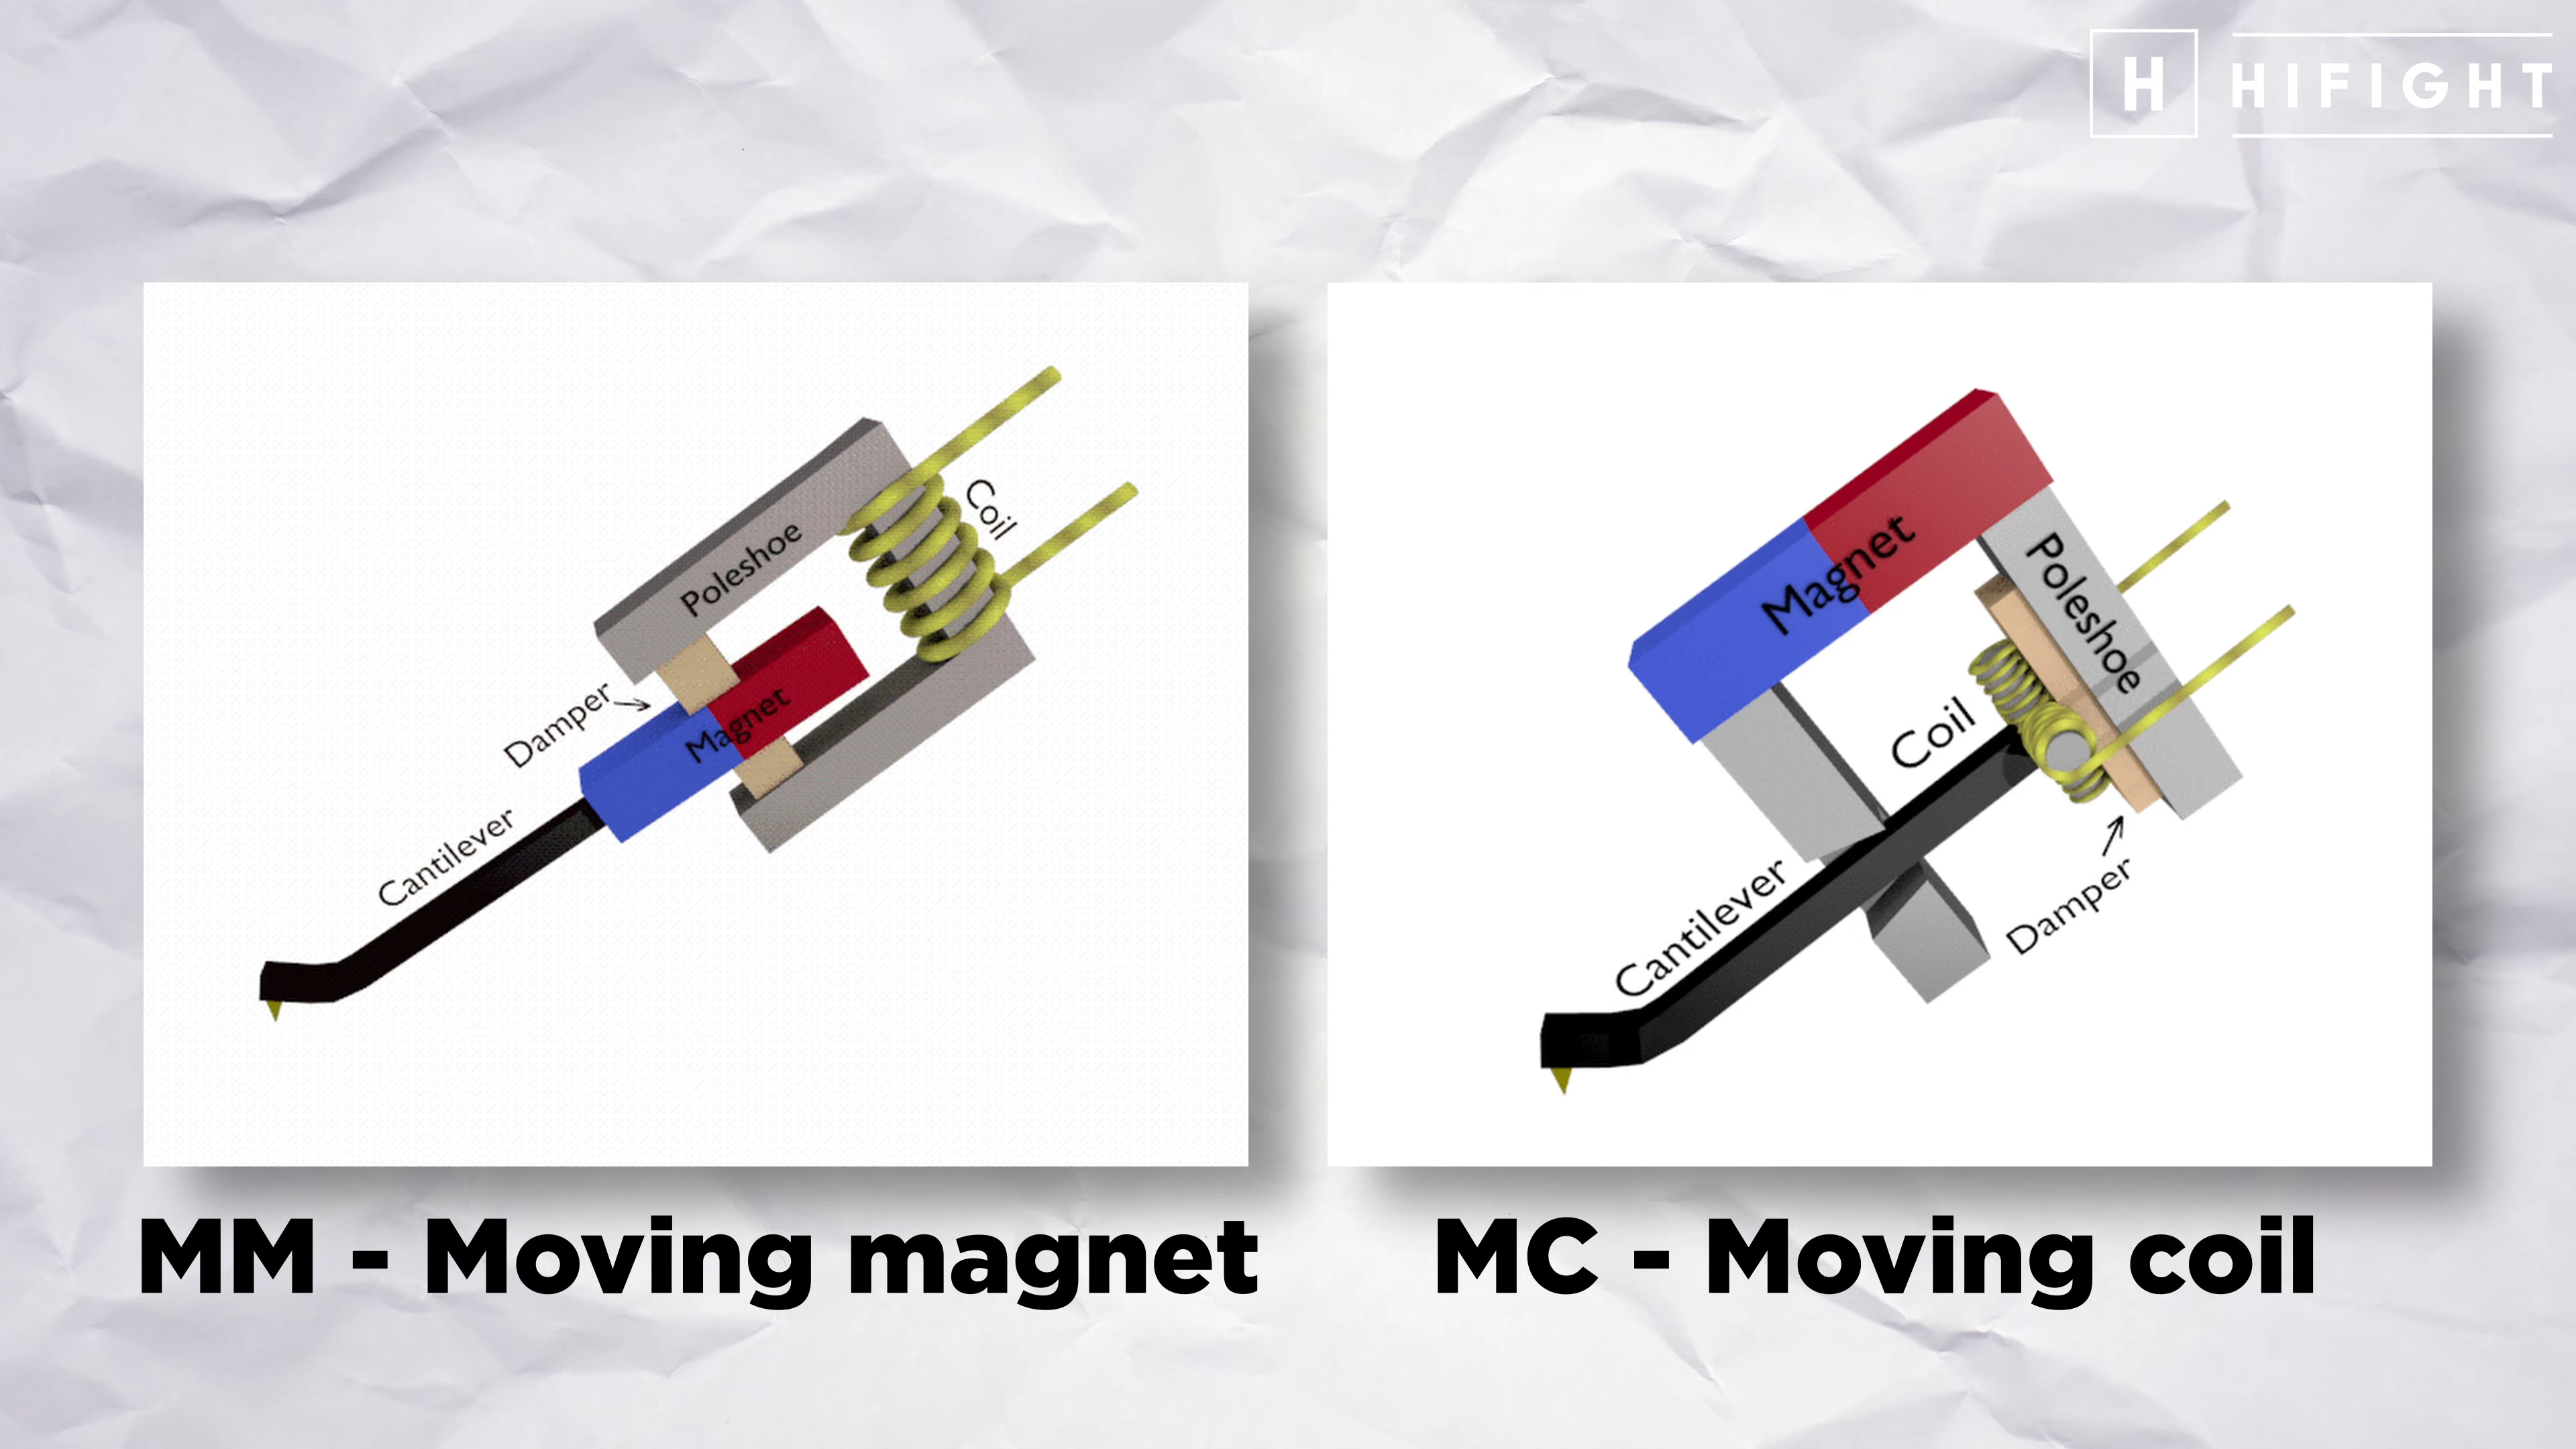 H HIFIGHT
Coil
Poleshoe
Magnet
Damper
Cantilever
Magnet
Poleshoe
Coil
Cantilever
Damper
MM - Moving magnet
MC - Moving coil